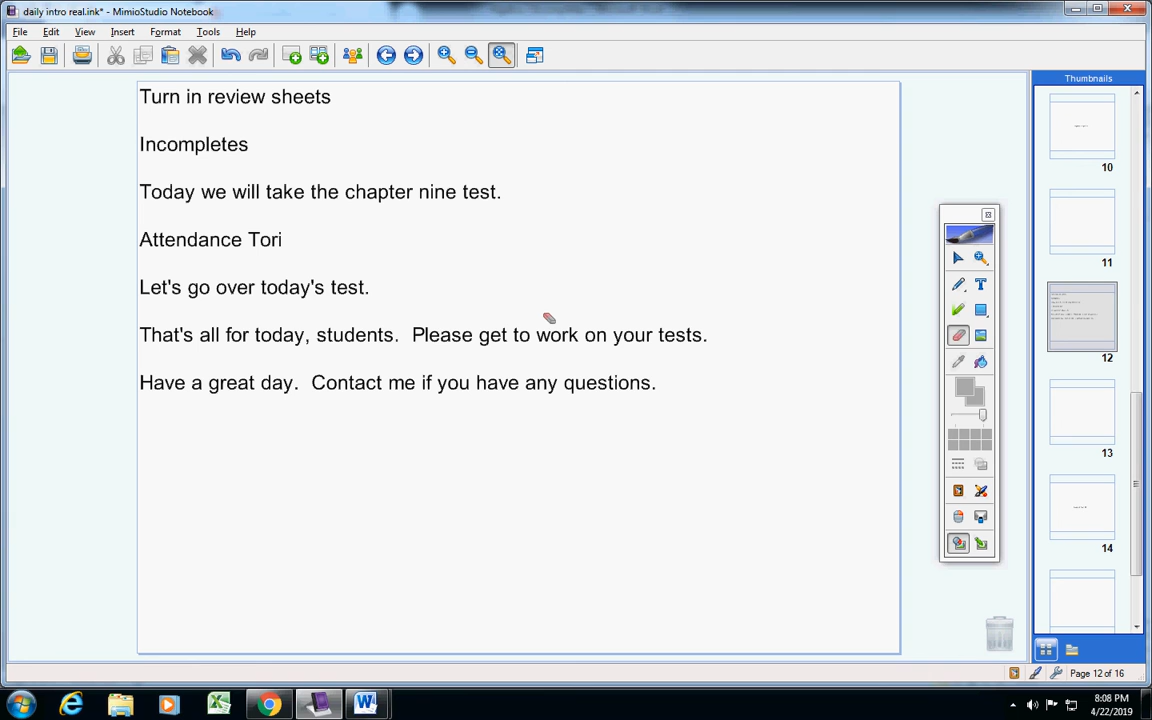 daily intro real.ink* - MimioStudio Notebook
File Edit View Insert Format Tools Help
Turn in review sheets
Incompletes
Today we will take the chapter nine test.
Attendance Tori
Let's go over today's test.
That's all for today, students.  Please get to work on your tests.
Have a great day.  Contact me if you have any questions.
Thumbnails
10
11
12
13
14
Page 12 of 16
8:08 PM
4/22/2019